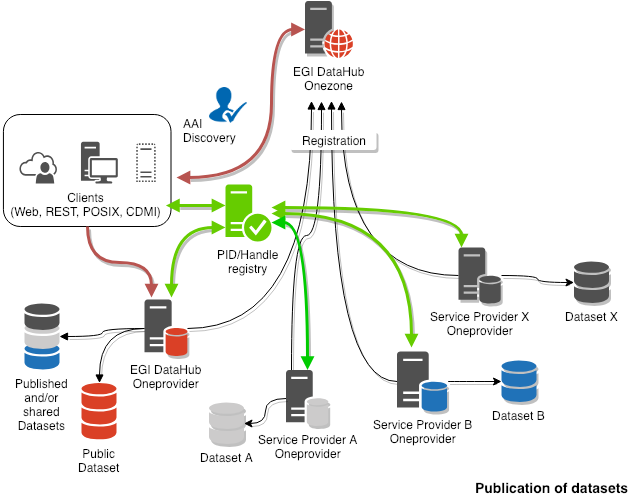 EGI DataHub
Onezone
AAI
Discovery
Registration
Clients
(Web, REST, POSIX, CDMI)
PID/Handle
registry
Service Provider X
Oneprovider
Dataset X
EGI DataHub
Oneprovider
Published
and/or
shared
Datasets
Public
Dataset
Dataset A
Service Provider A
Oneprovider
Service Provider B
Oneprovider
Dataset B
Publication of datasets